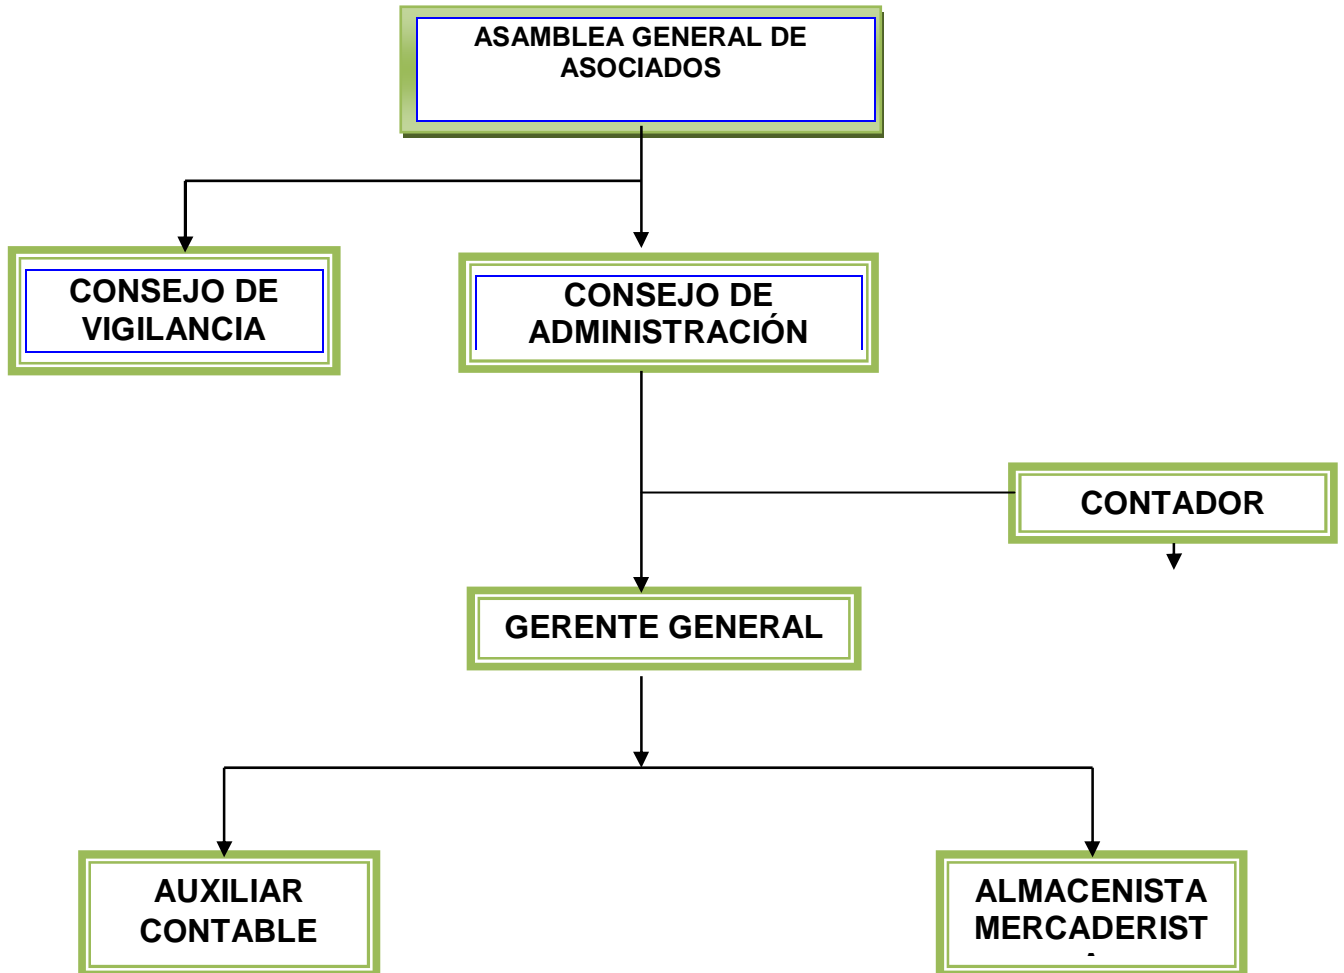 ASAMBLEA GENERAL DE
ASOCIADOS
CONSEJO DE
VIGILANCIA
CONSEJO DE
ADMINISTRACIÓN
CONTADOR
GERENTE GENERAL
AUXILIAR
CONTABLE
ALMACENISTA
MERCADERIST